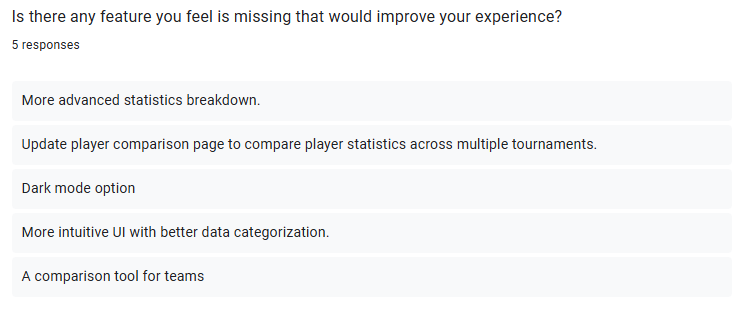 Is there any feature you feel is missing that would improve your experience?
5 responses
More advanced statistics breakdown.
Update player comparison page to compare player statistics across multiple tournaments.
Dark mode option
More intuitive UI with better data categorization.
A comparison tool for teams